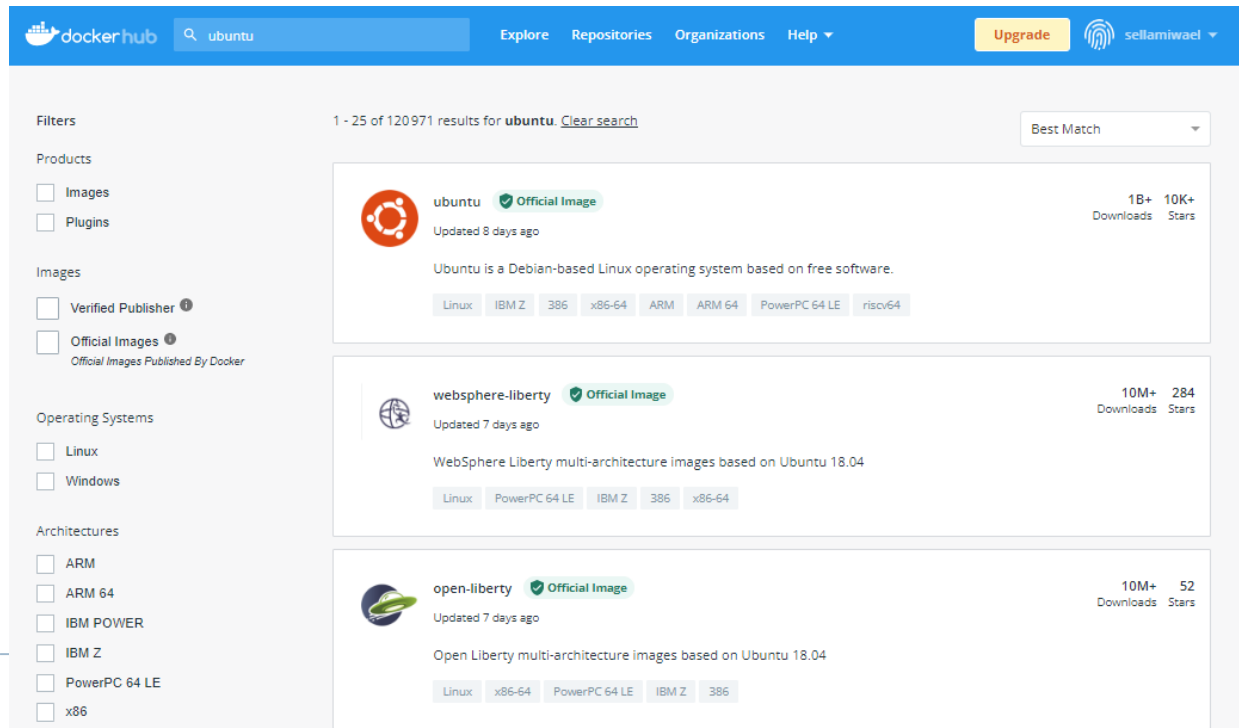 dockerhub ubuntu Explore Repositories Organizations Help Upgrade sellamiwael
Filters
Products
Images
Plugins
Images
Verified Publisher
Official Images
Official Images Published By Docker
Operating Systems
Linux
Windows
Architectures
ARM
ARM 64
IBM POWER
IBM Z
PowerPC 64 LE
x86
1 - 25 of 120 971 results for ubuntu. Clear search
Best Match
ubuntu Official Image
1B+ 10K+
Downloads Stars
Updated 8 days ago
Ubuntu is a Debian-based Linux operating system based on free software.
Linux IBM Z 386 x86-64 ARM ARM 64 PowerPC 64 LE riscv64
websphere-liberty Official Image
10M+ 284
Downloads Stars
Updated 7 days ago
WebSphere Liberty multi-architecture images based on Ubuntu 18.04
Linux PowerPC 64 LE IBM Z 386 x86-64
open-liberty Official Image
10M+ 52
Downloads Stars
Updated 7 days ago
Open Liberty multi-architecture images based on Ubuntu 18.04
Linux x86-64 PowerPC 64 LE IBM Z 386